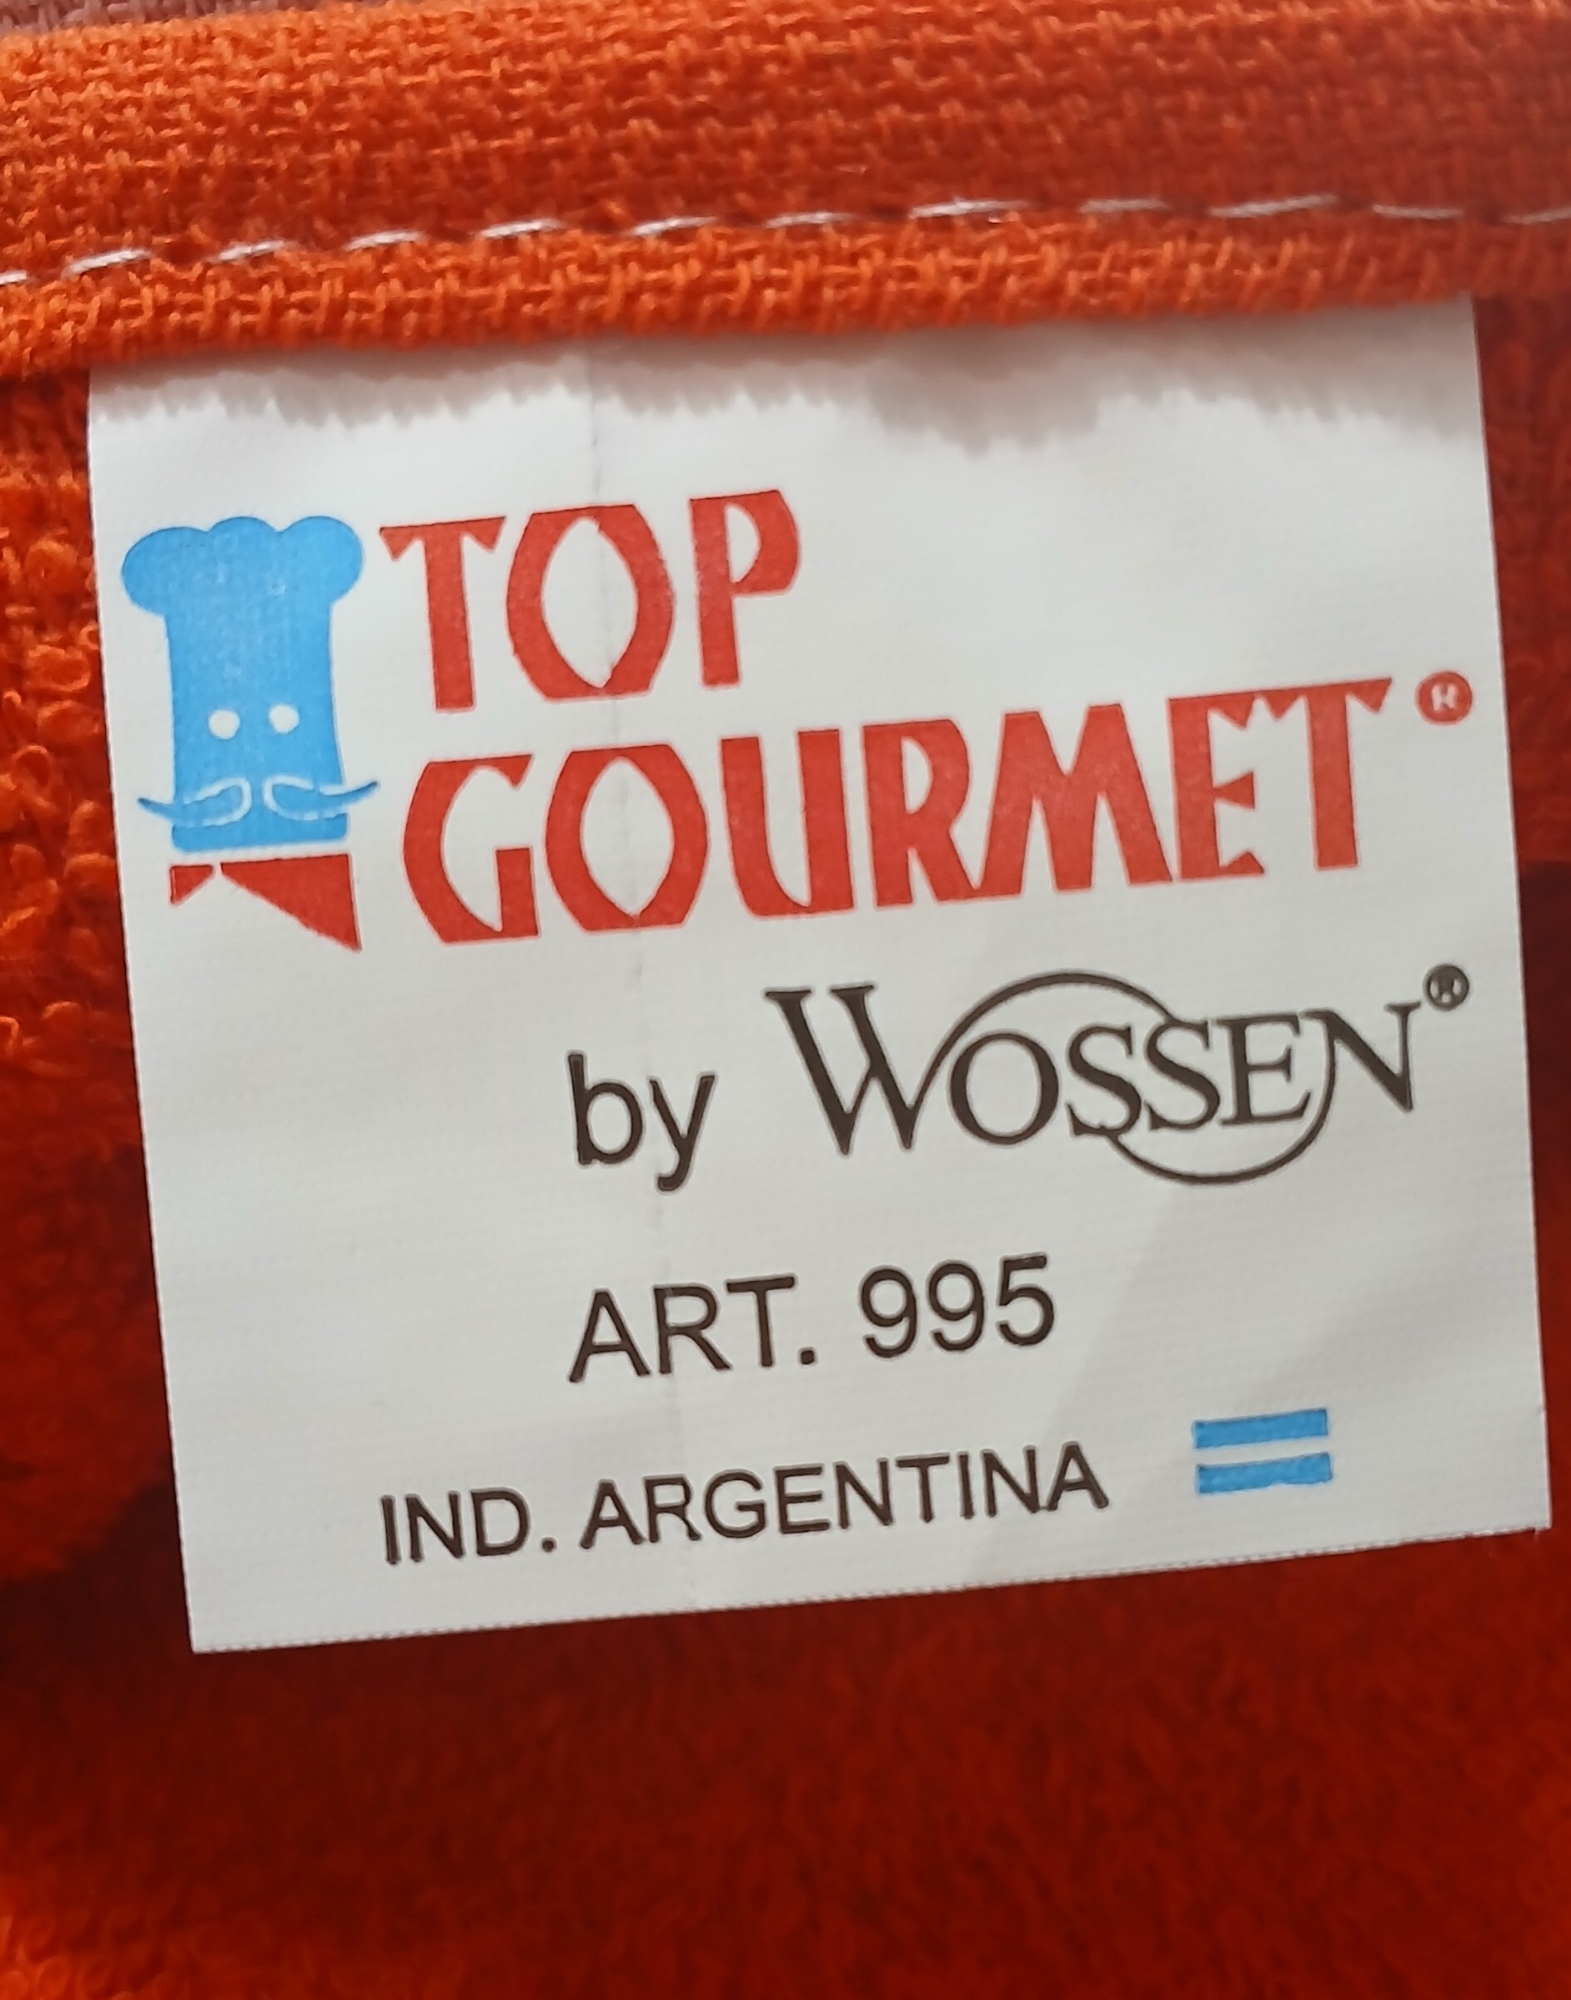 TOP
GOURMET®
by WOSSEN®
ART. 995
IND. ARGENTINA